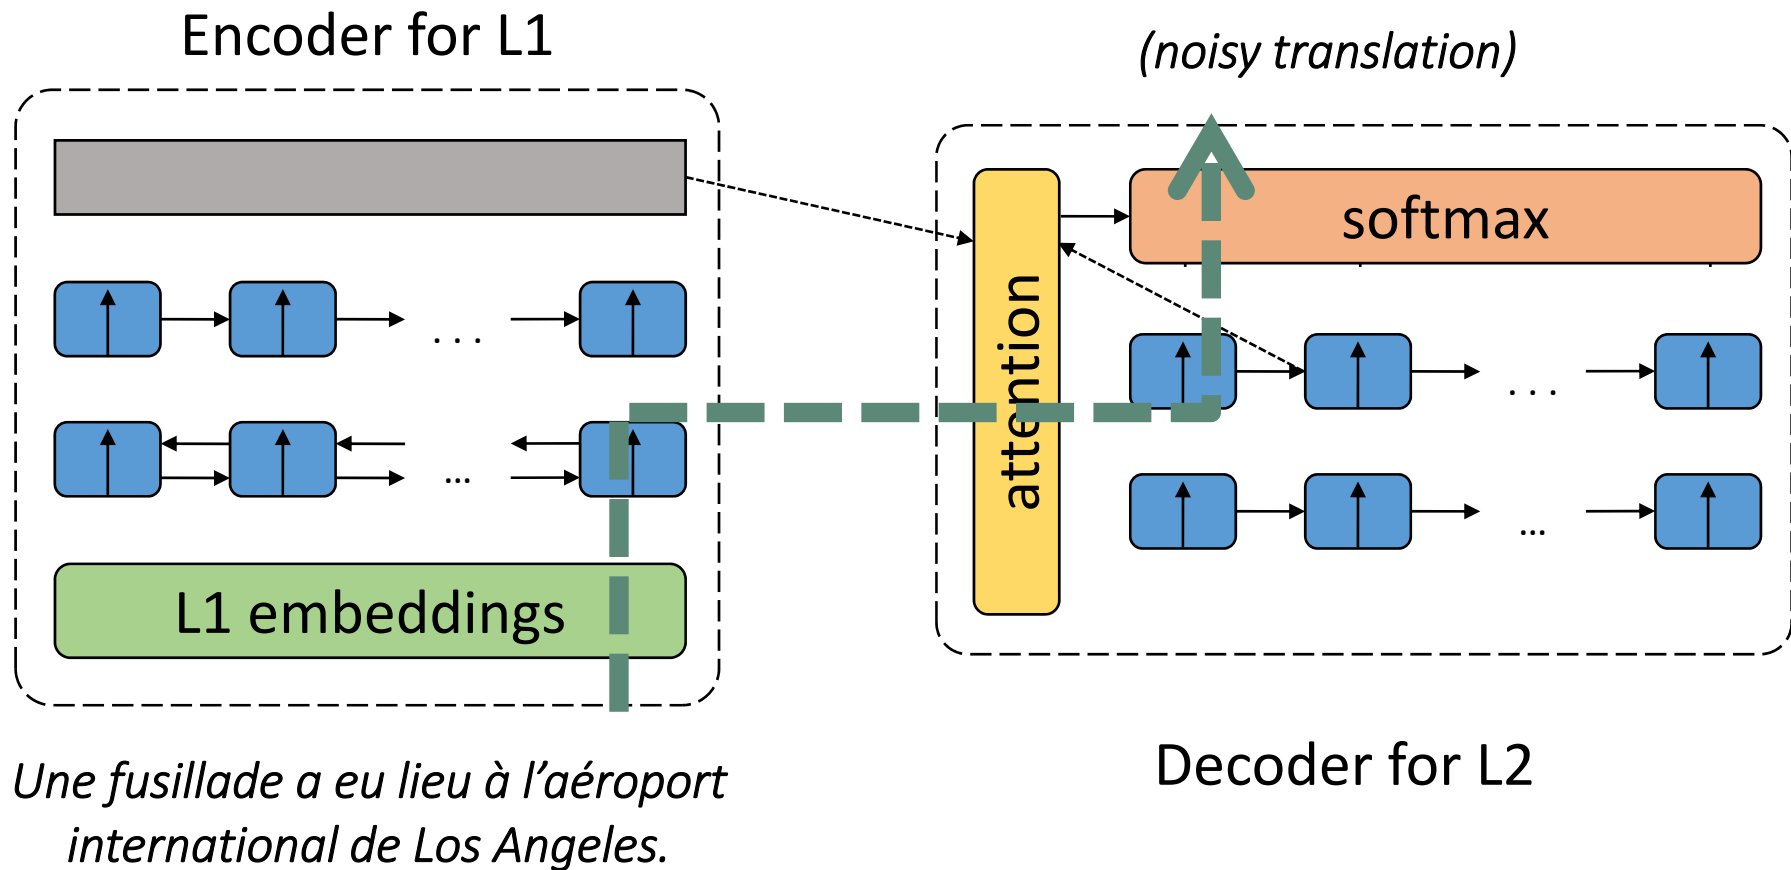 Encoder for L1
(noisy translation)
softmax
attention
. . .
. . .
...
...
L1 embeddings
Decoder for L2
Une fusillade a eu lieu à l’aéroport
international de Los Angeles.